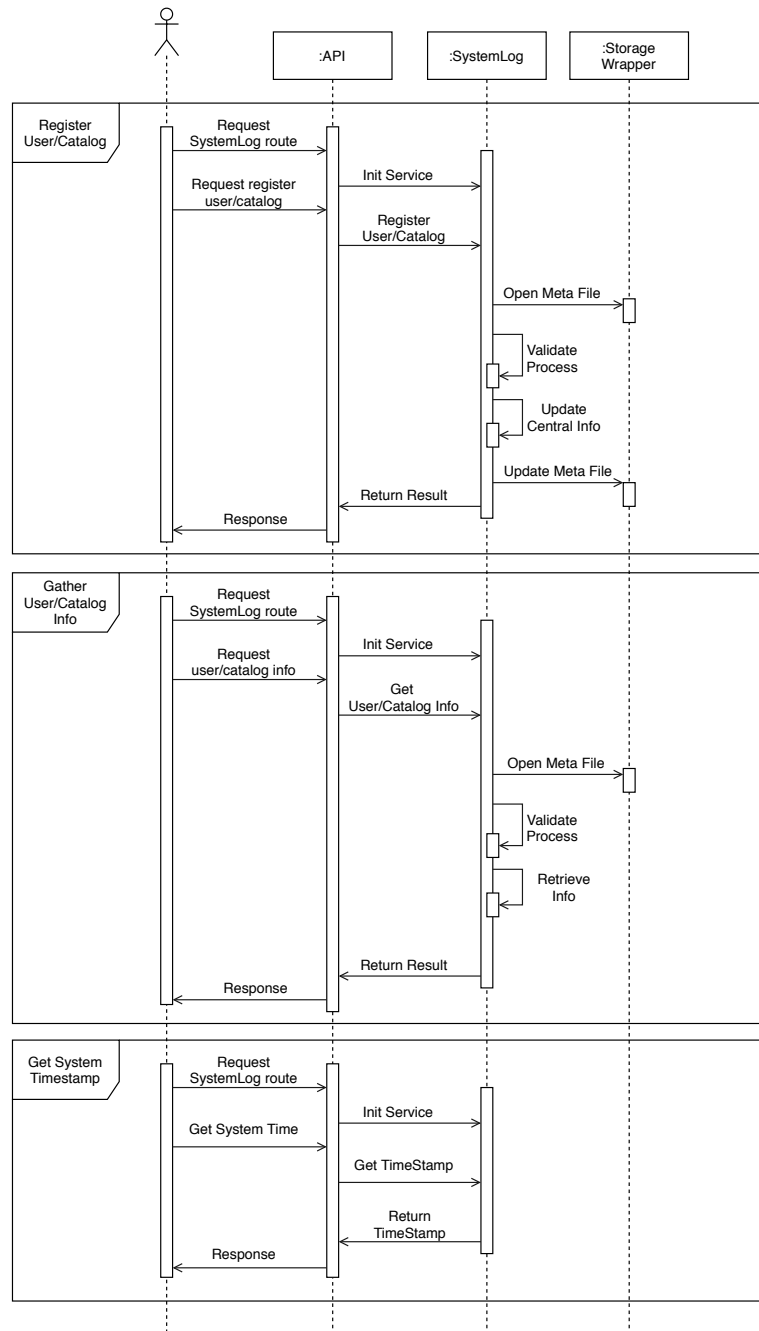 :API
:SystemLog
:Storage
Wrapper
Register
User/Catalog
Request
SystemLog route
Init Service
Request register
user/catalog
Register
User/Catalog
Open Meta File
Validate
Process
Update
Central Info
Update Meta File
Return Result
Response
Gather
User/Catalog
Info
Request
SystemLog route
Init Service
Request
user/catalog info
Get
User/Catalog Info
Open Meta File
Validate
Process
Retrieve
Info
Return Result
Response
Get System
Timestamp
Request
SystemLog route
Init Service
Get System Time
Get TimeStamp
Return
TimeStamp
Response